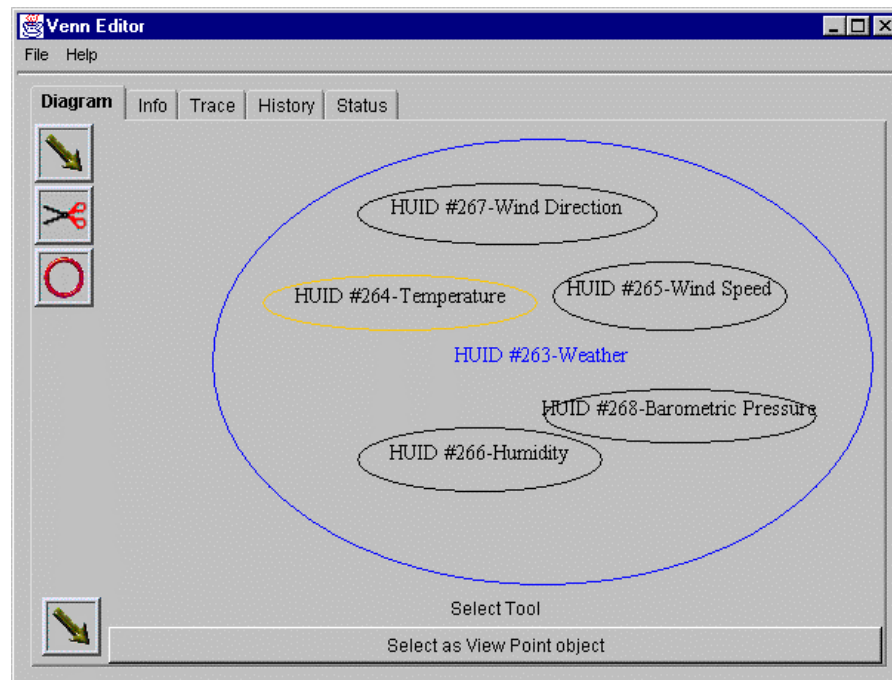 Venn Editor
File Help
Diagram Info Trace History Status
HUID #267-Wind Direction
HUID #264-Temperature
HUID #265-Wind Speed
HUID #263-Weather
HUID #268-Barometric Pressure
HUID #266-Humidity
Select Tool
Select as View Point object